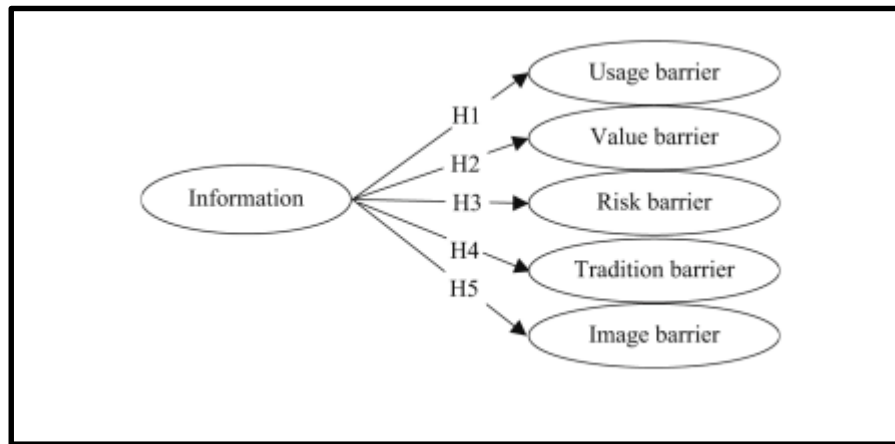 Usage barrier
H1
Value barrier
H2
Information
H3
Risk barrier
H4
Tradition barrier
H5
Image barrier